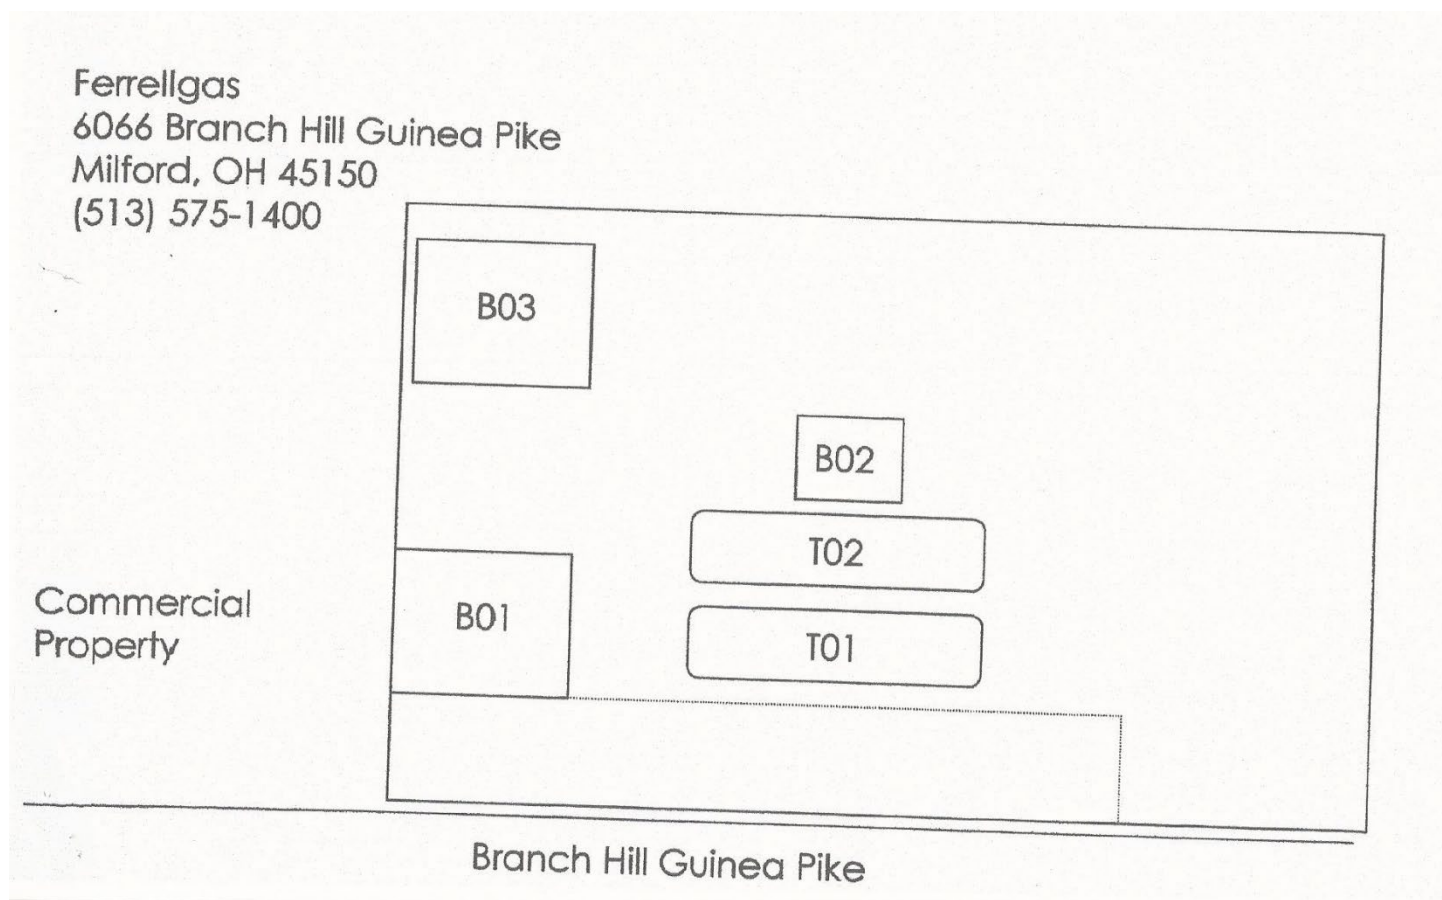 Ferrellgas
6066 Branch Hill Guinea Pike
Milford, OH 45150
(513) 575-1400
B03
B02
T02
Commercial
Property
B01
T01
Branch Hill Guinea Pike